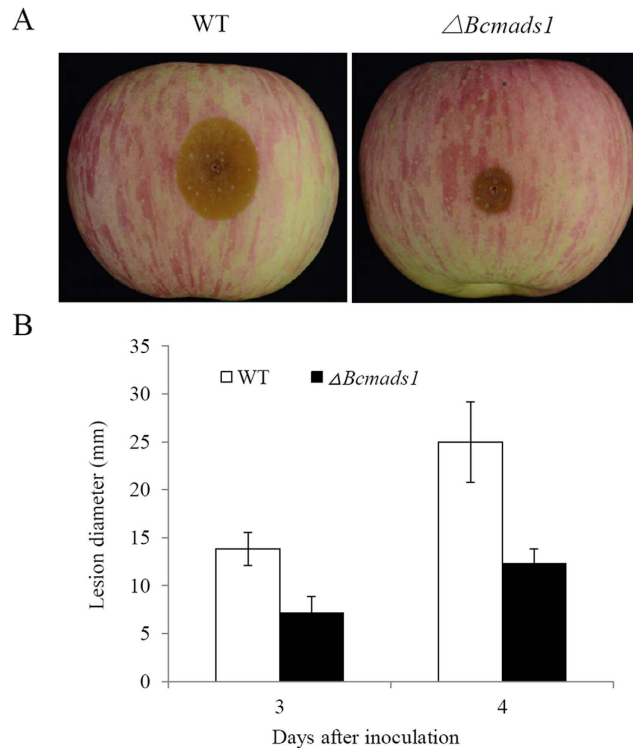 A
WT
△Bcmads1
B
35
30
25
20
15
10
5
0
Lesion diameter (mm)
WT
ΔBcmads1
3
4
Days after inoculation